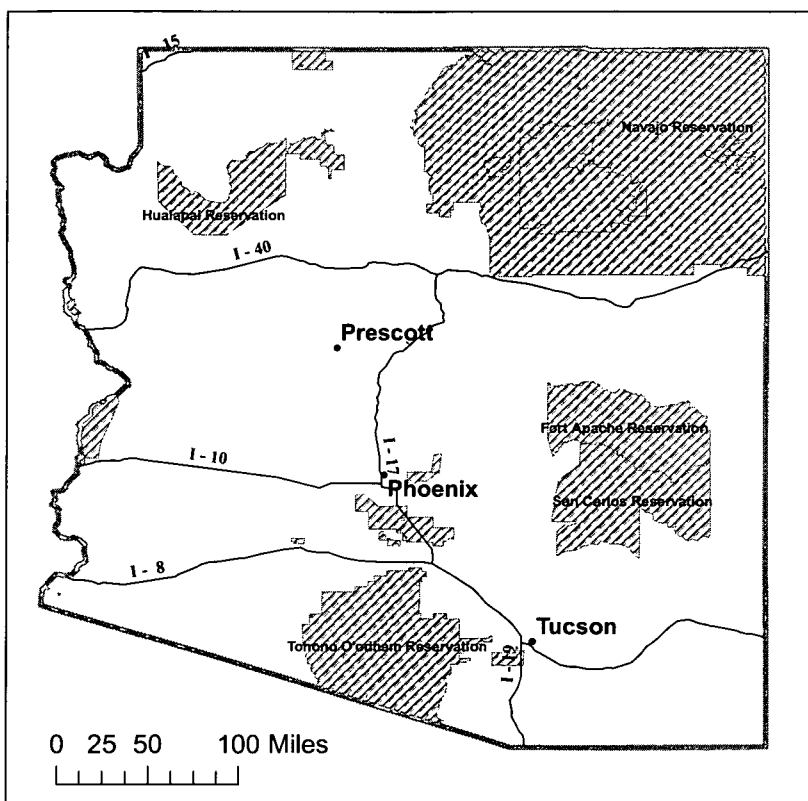 I - 15
Navajo Reservation
Hualapai Reservation
I - 40
Prescott
Fort Apache Reservation
I - 10
I - 17
Phoenix
San Carlos Reservation
I - 8
Tucson
Tohono O'odham Reservation
I - 19
0 25 50 100 Miles